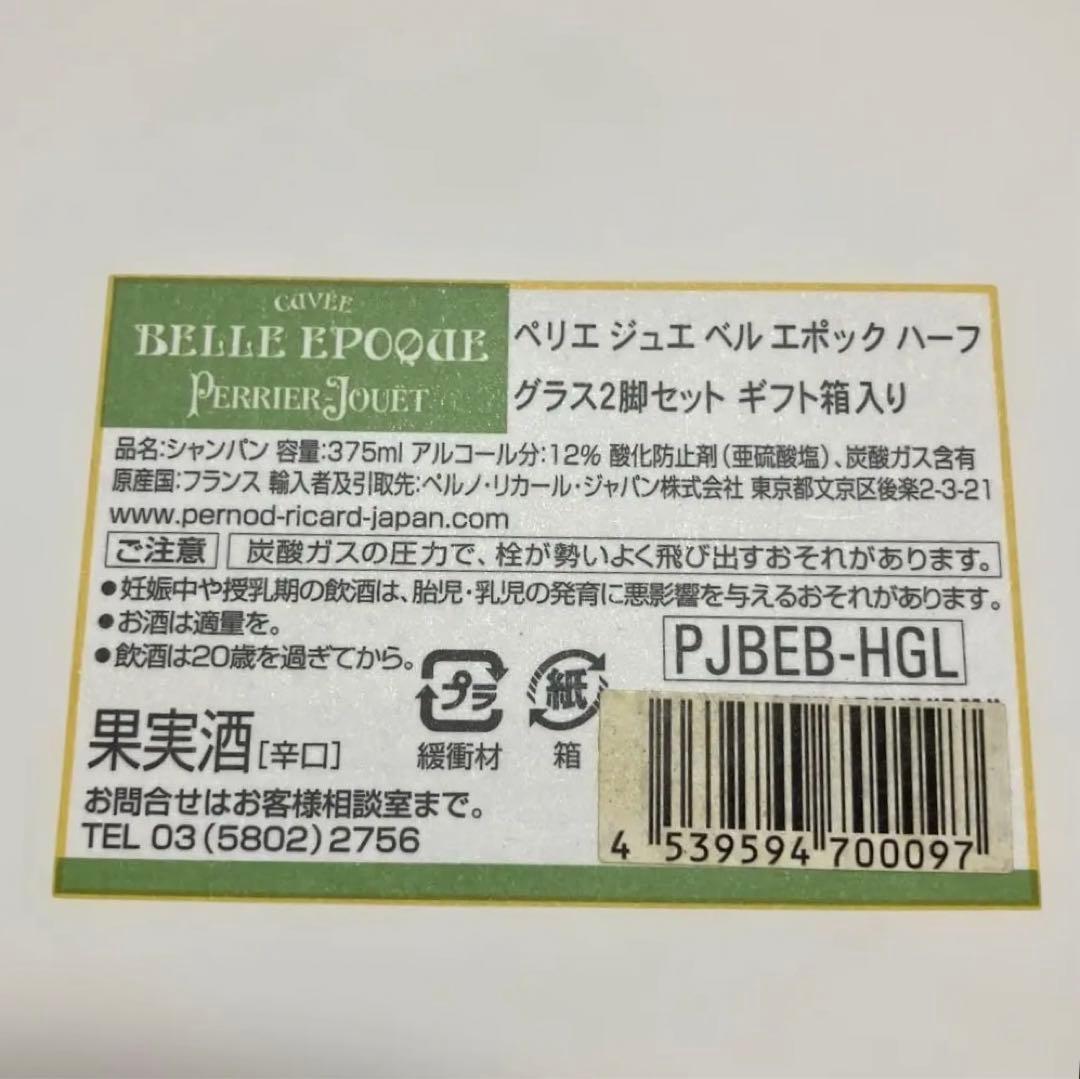 CUVÉE
BELLE EPOQUE
PERRIER-JOUËT
ペリエ ジュエ ベル エポック ハーフ
グラス2脚セット ギフト箱入り
品名:シャンパン 容量:375ml アルコール分:12% 酸化防止剤(亜硫酸塩)、炭酸ガス含有
原産国:フランス 輸入者及引取先:ペルノ・リカール・ジャパン株式会社 東京都文京区後楽2-3-21
www.pernod-ricard-japan.com
ご注意 炭酸ガスの圧力で、栓が勢いよく飛び出すおそれがあります。
●妊娠中や授乳期の飲酒は、胎児・乳児の発育に悪影響を与えるおそれがあります。
●お酒は適量を。
●飲酒は20歳を過ぎてから。
PJBEB-HGL
プラ
緩衝材
紙
箱
果実酒[辛口]
お問合せはお客様相談室まで。
TEL 03(5802)2756
4 539594 700097